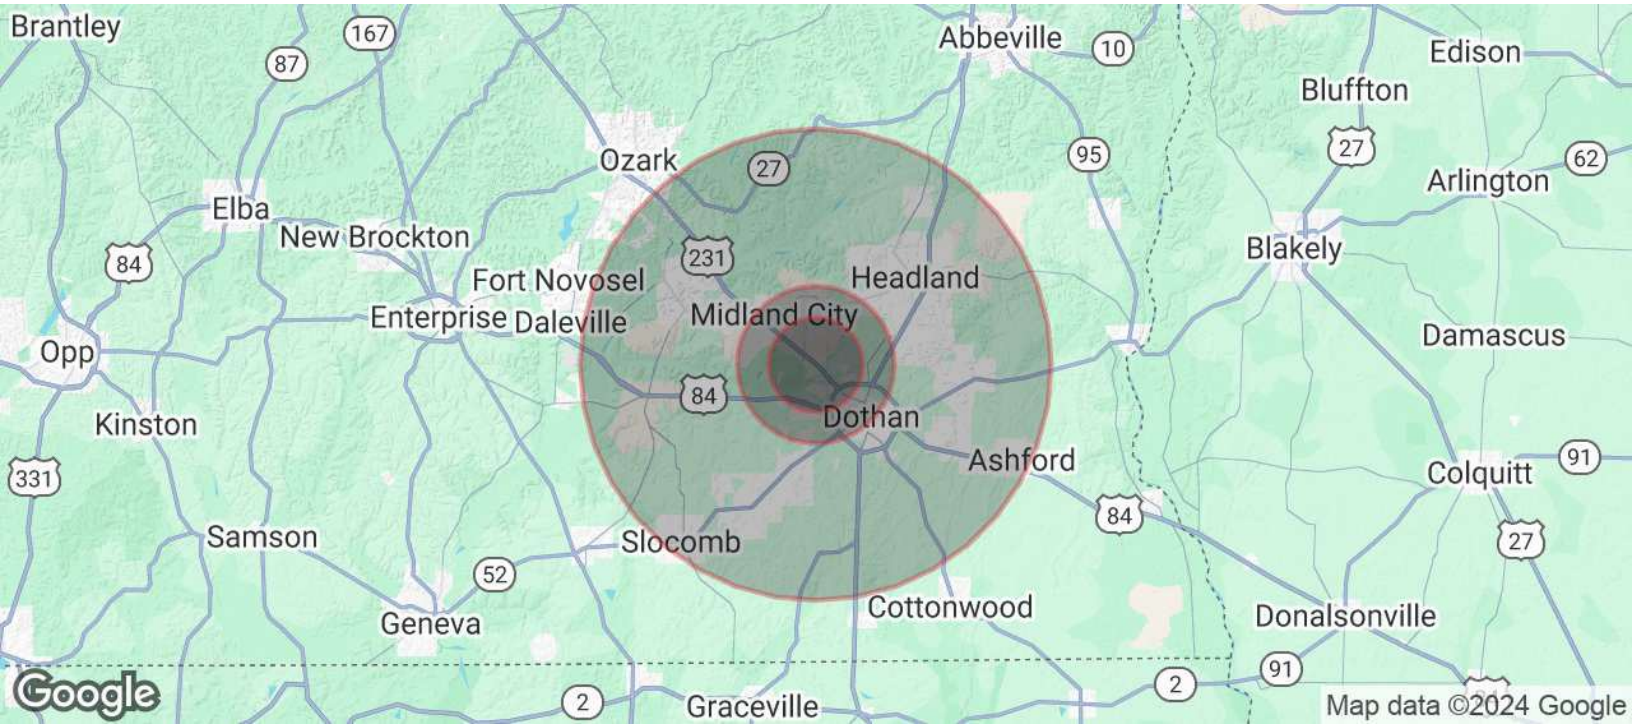 Brantley
167
Abbeville
10
Edison
87
Bluffton
27
95
62
Ozark
27
Arlington
Elba
New Brockton
Blakely
84
231
Fort Novosel
Headland
Enterprise
Daleville
Midland City
Damascus
Opp
84
Kinston
Dothan
331
Ashford
91
Colquitt
84
Samson
Slocomb
27
52
Geneva
Cottonwood
Donalsonville
91
2
2
Graceville
Google
Map data ©2024 Google